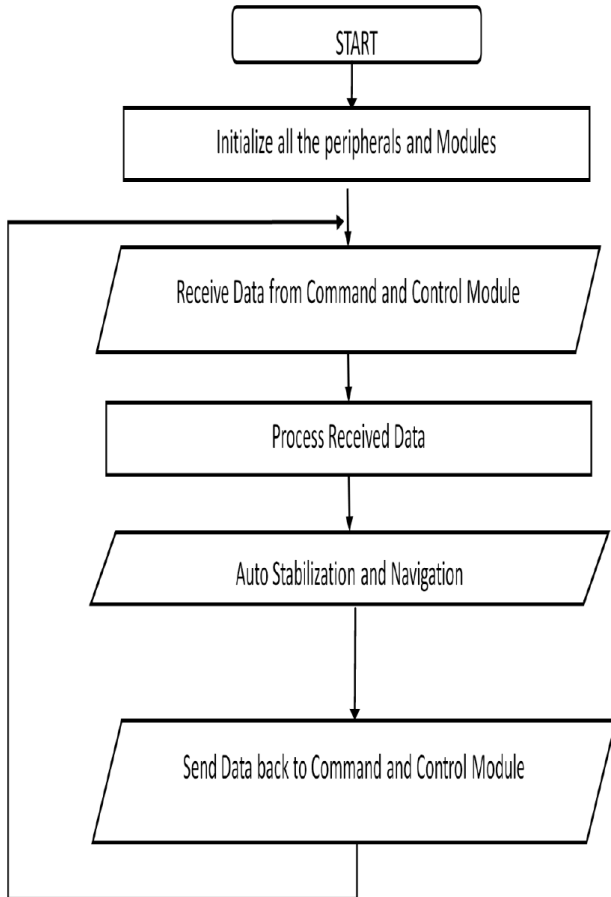 START
Initialize all the peripherals and Modules
Receive Data from Command and Control Module
Process Received Data
Auto Stabilization and Navigation
Send Data back to Command and Control Module